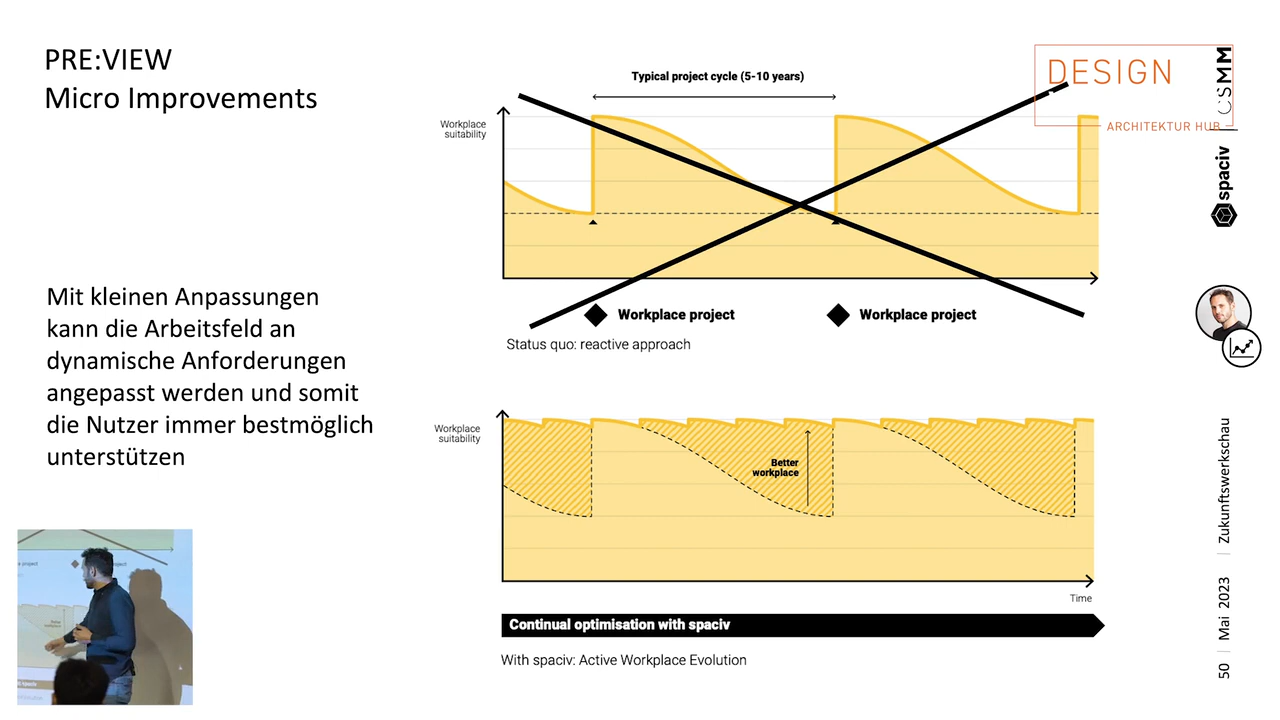 PRE:VIEW
Micro Improvements
Mit kleinen Anpassungen
kann die Arbeitsfeld an
dynamische Anforderungen
angepasst werden und somit
die Nutzer immer bestmöglich
unterstützen
Typical project cycle (5-10 years)
Workplace
suitability
Workplace project
Workplace project
Status quo: reactive approach
Workplace
suitability
Better
workplace
Time
Continual optimisation with spaciv
With spaciv: Active Workplace Evolution
DESIGN
ARCHITEKTUR HUB
spaciv | CSMM
50 | Mai 2023 | Zukunftswerkschau